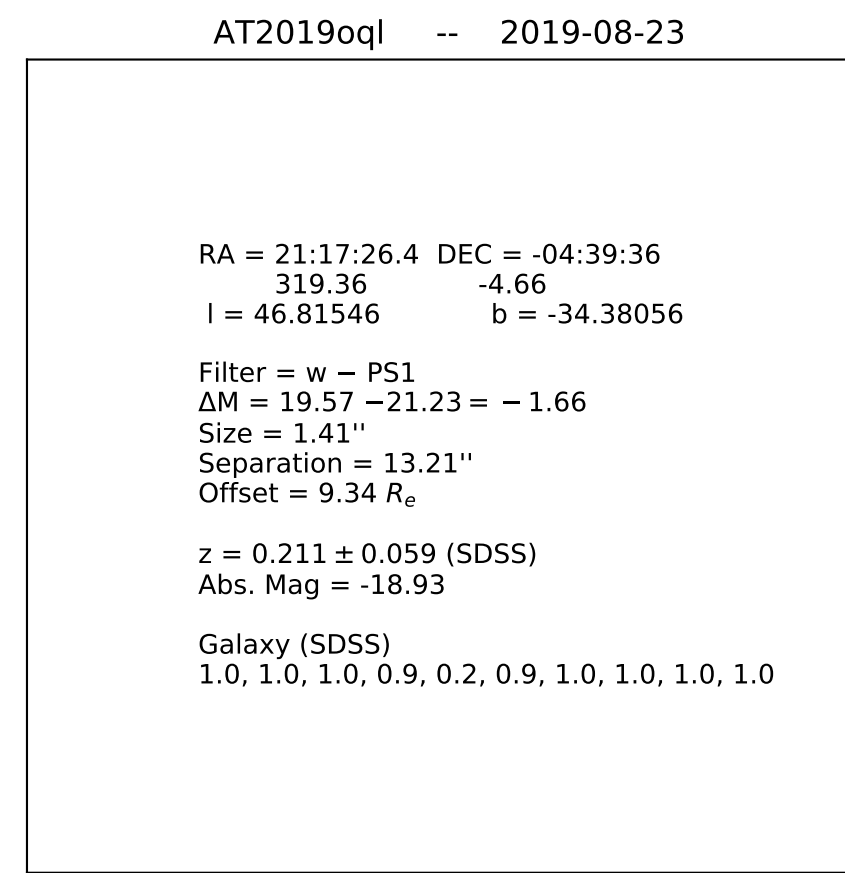 AT2019oql -- 2019-08-23
RA = 21:17:26.4 DEC = -04:39:36
319.36 -4.66
l = 46.81546 b = -34.38056
Filter = w − PS1
ΔM = 19.57 −21.23 = − 1.66
Size = 1.41''
Separation = 13.21''
Offset = 9.34 Rₑ
z = 0.211 ± 0.059 (SDSS)
Abs. Mag = -18.93
Galaxy (SDSS)
1.0, 1.0, 1.0, 0.9, 0.2, 0.9, 1.0, 1.0, 1.0, 1.0